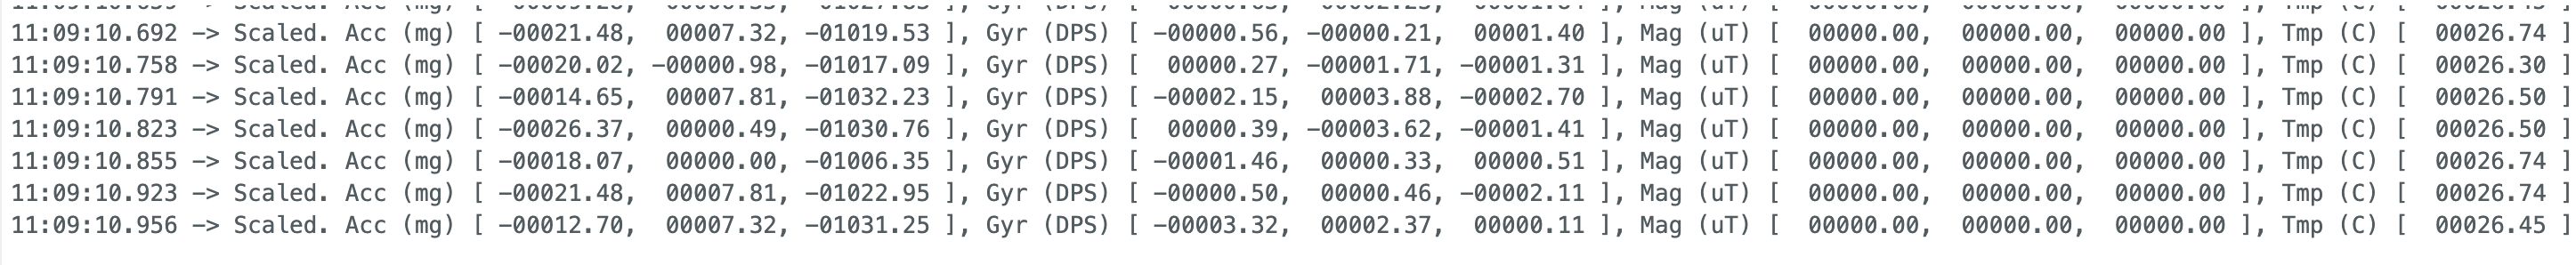 11:09:10.692 -> Scaled. Acc (mg) [ -00021.48,  00007.32, -01019.53 ], Gyr (DPS) [ -00000.56, -00000.21,  00001.40 ], Mag (uT) [  00000.00,  00000.00,  00000.00 ], Tmp (C) [  00026.74 ]
11:09:10.758 -> Scaled. Acc (mg) [ -00020.02, -00000.98, -01017.09 ], Gyr (DPS) [  00000.27, -00001.71, -00001.31 ], Mag (uT) [  00000.00,  00000.00,  00000.00 ], Tmp (C) [  00026.30 ]
11:09:10.791 -> Scaled. Acc (mg) [ -00014.65,  00007.81, -01032.23 ], Gyr (DPS) [ -00002.15,  00003.88, -00002.70 ], Mag (uT) [  00000.00,  00000.00,  00000.00 ], Tmp (C) [  00026.50 ]
11:09:10.823 -> Scaled. Acc (mg) [ -00026.37,  00000.49, -01030.76 ], Gyr (DPS) [  00000.39, -00003.62, -00001.41 ], Mag (uT) [  00000.00,  00000.00,  00000.00 ], Tmp (C) [  00026.50 ]
11:09:10.855 -> Scaled. Acc (mg) [ -00018.07,  00000.00, -01006.35 ], Gyr (DPS) [ -00001.46,  00000.33,  00000.51 ], Mag (uT) [  00000.00,  00000.00,  00000.00 ], Tmp (C) [  00026.74 ]
11:09:10.923 -> Scaled. Acc (mg) [ -00021.48,  00007.81, -01022.95 ], Gyr (DPS) [ -00000.50,  00000.46, -00002.11 ], Mag (uT) [  00000.00,  00000.00,  00000.00 ], Tmp (C) [  00026.74 ]
11:09:10.956 -> Scaled. Acc (mg) [ -00012.70,  00007.32, -01031.25 ], Gyr (DPS) [ -00003.32,  00002.37,  00000.11 ], Mag (uT) [  00000.00,  00000.00,  00000.00 ], Tmp (C) [  00026.45 ]